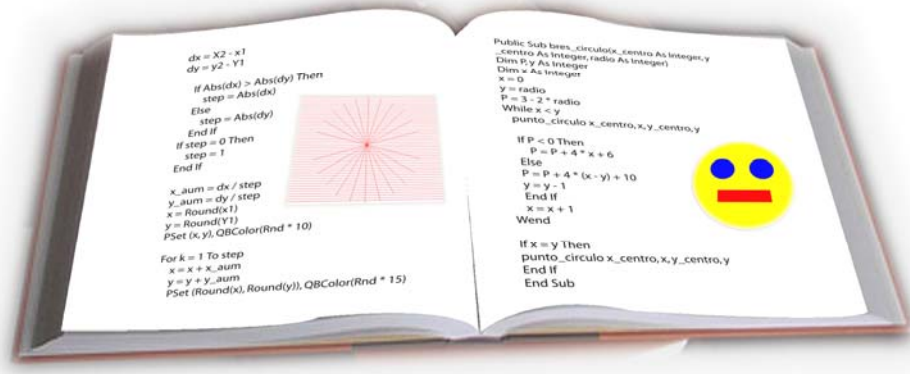 dx = X2 - x1
dy = y2 - Y1
If Abs(dx) > Abs(dy) Then
step = Abs(dx)
Else
step = Abs(dy)
End If
If step = 0 Then
step = 1
End If
x_aum = dx / step
y_aum = dy / step
x = Round(x1)
y = Round(Y1)
PSet (x, y), QBColor(Rnd * 10)
For k = 1 To step
x = x + x_aum
y = y + y_aum
PSet (Round(x), Round(y)), QBColor(Rnd * 15)
Public Sub bres_circulo(x_centro As Integer, y
_centro As Integer, radio As Integer)
Dim P, y As Integer
Dim x As Integer
x = 0
y = radio
P = 3 - 2 * radio
While x < y
punto_circulo x_centro, x, y_centro, y
If P < 0 Then
P = P + 4 * x + 6
Else
P = P + 4 * (x - y) + 10
y = y - 1
End If
x = x + 1
Wend
If x = y Then
punto_circulo x_centro, x, y_centro, y
End If
End Sub